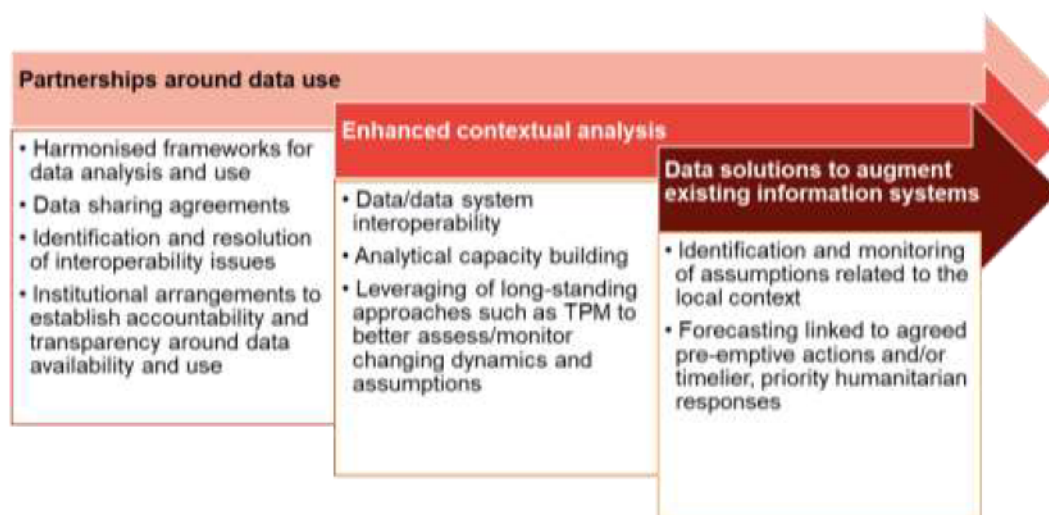 Partnerships around data use
• Harmonised frameworks for
data analysis and use
• Data sharing agreements
• Identification and resolution
of interoperability issues
• Institutional arrangements to
establish accountability and
transparency around data
availability and use
Enhanced contextual analysis
• Data/data system
interoperability
• Analytical capacity building
• Leveraging of long-standing
approaches such as TPM to
better assess/monitor
changing dynamics and
assumptions
Data solutions to augment
existing information systems
• Identification and monitoring
of assumptions related to the
local context
• Forecasting linked to agreed
pre-emptive actions and/or
timelier, priority humanitarian
responses